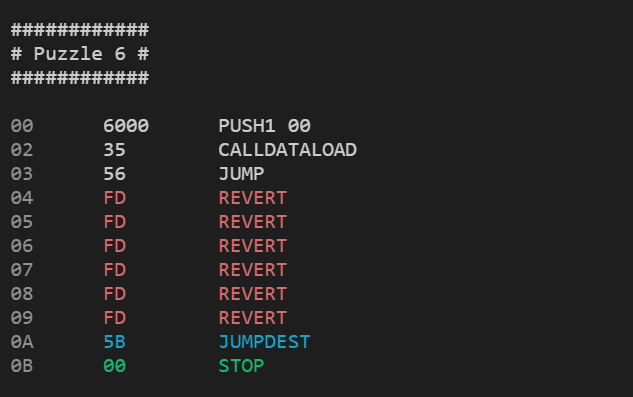 ############
# Puzzle 6 #
############
00      6000      PUSH1 00
02      35        CALLDATALOAD
03      56        JUMP
04      FD        REVERT
05      FD        REVERT
06      FD        REVERT
07      FD        REVERT
08      FD        REVERT
09      FD        REVERT
0A      5B        JUMPDEST
0B      00        STOP